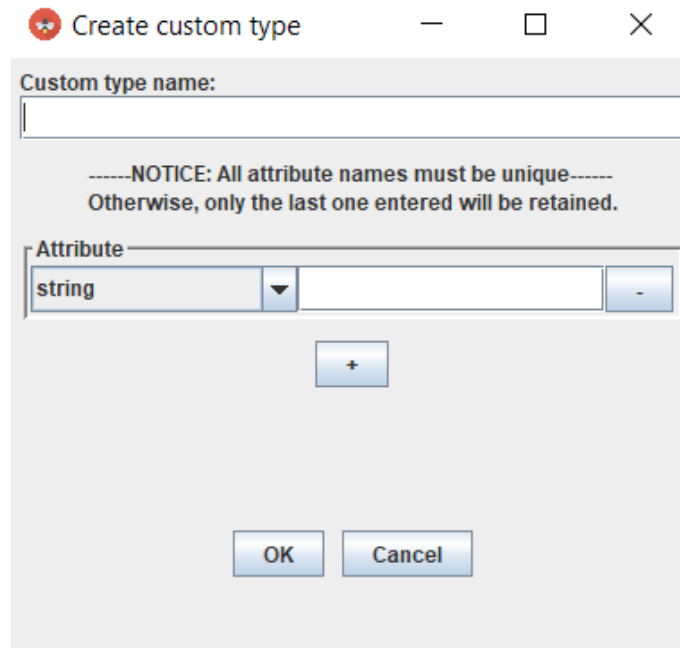 Create custom type
Custom type name:
------NOTICE: All attribute names must be unique------
Otherwise, only the last one entered will be retained.
Attribute
string
-
+
OK Cancel